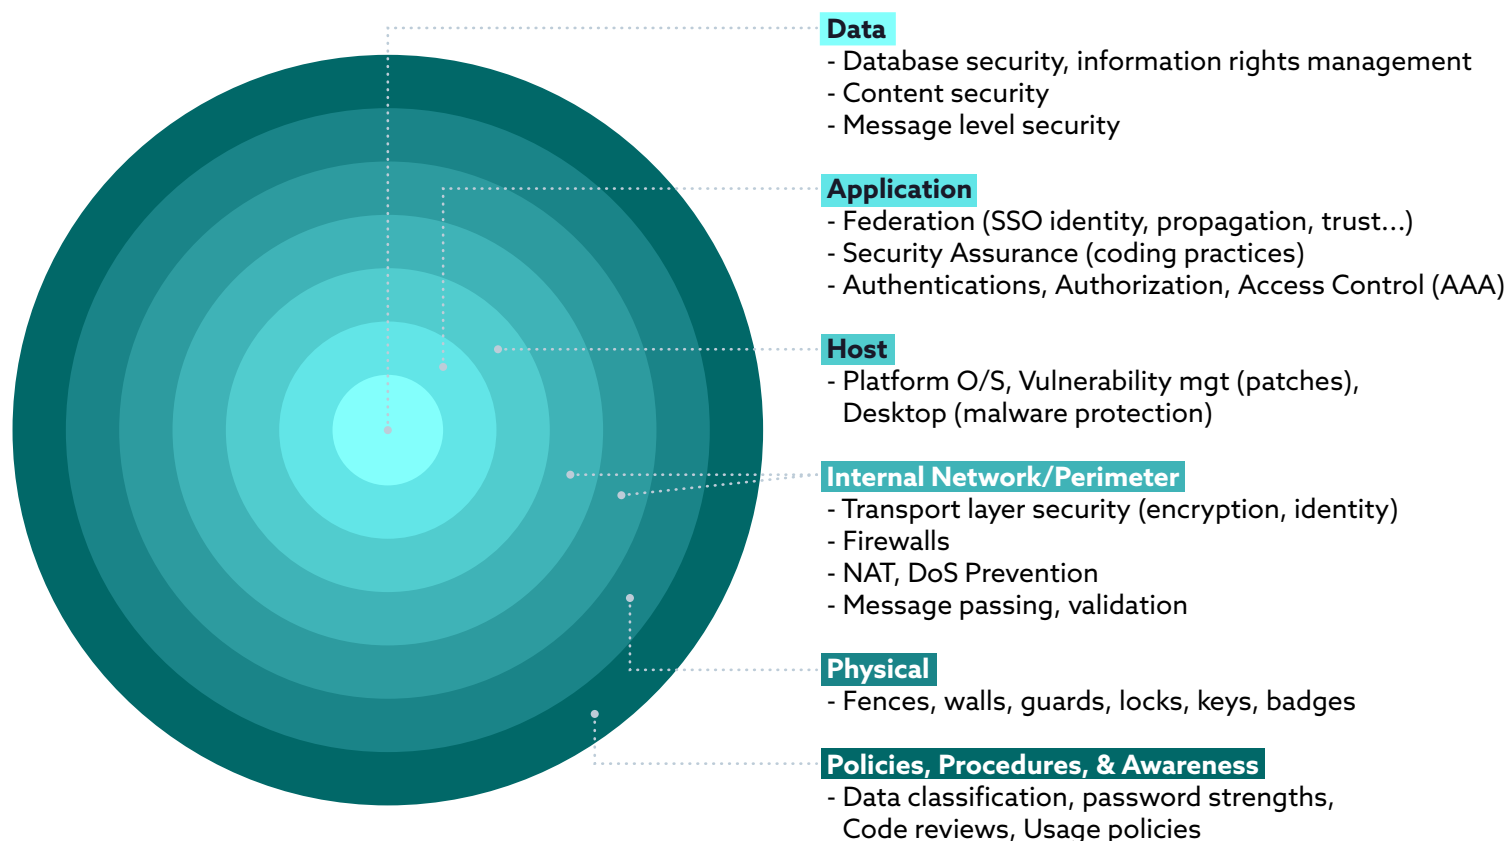 Data
- Database security, information rights management
- Content security
- Message level security
Application
- Federation (SSO identity, propagation, trust...)
- Security Assurance (coding practices)
- Authentications, Authorization, Access Control (AAA)
Host
- Platform O/S, Vulnerability mgt (patches),
Desktop (malware protection)
Internal Network/Perimeter
- Transport layer security (encryption, identity)
- Firewalls
- NAT, DoS Prevention
- Message passing, validation
Physical
- Fences, walls, guards, locks, keys, badges
Policies, Procedures, & Awareness
- Data classification, password strengths,
Code reviews, Usage policies